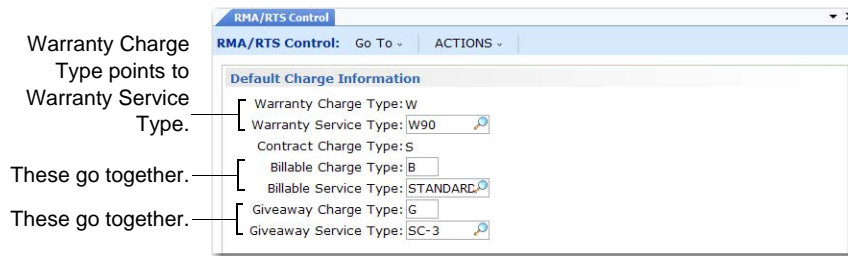 RMA/RTS Control
RMA/RTS Control: Go To ACTIONS
Default Charge Information
Warranty Charge
Type points to
Warranty Service
Type.
Warranty Charge Type: W
Warranty Service Type: W90
Contract Charge Type: S
These go together.
Billable Charge Type: B
Billable Service Type: STANDARD
These go together.
Giveaway Charge Type: G
Giveaway Service Type: SC-3